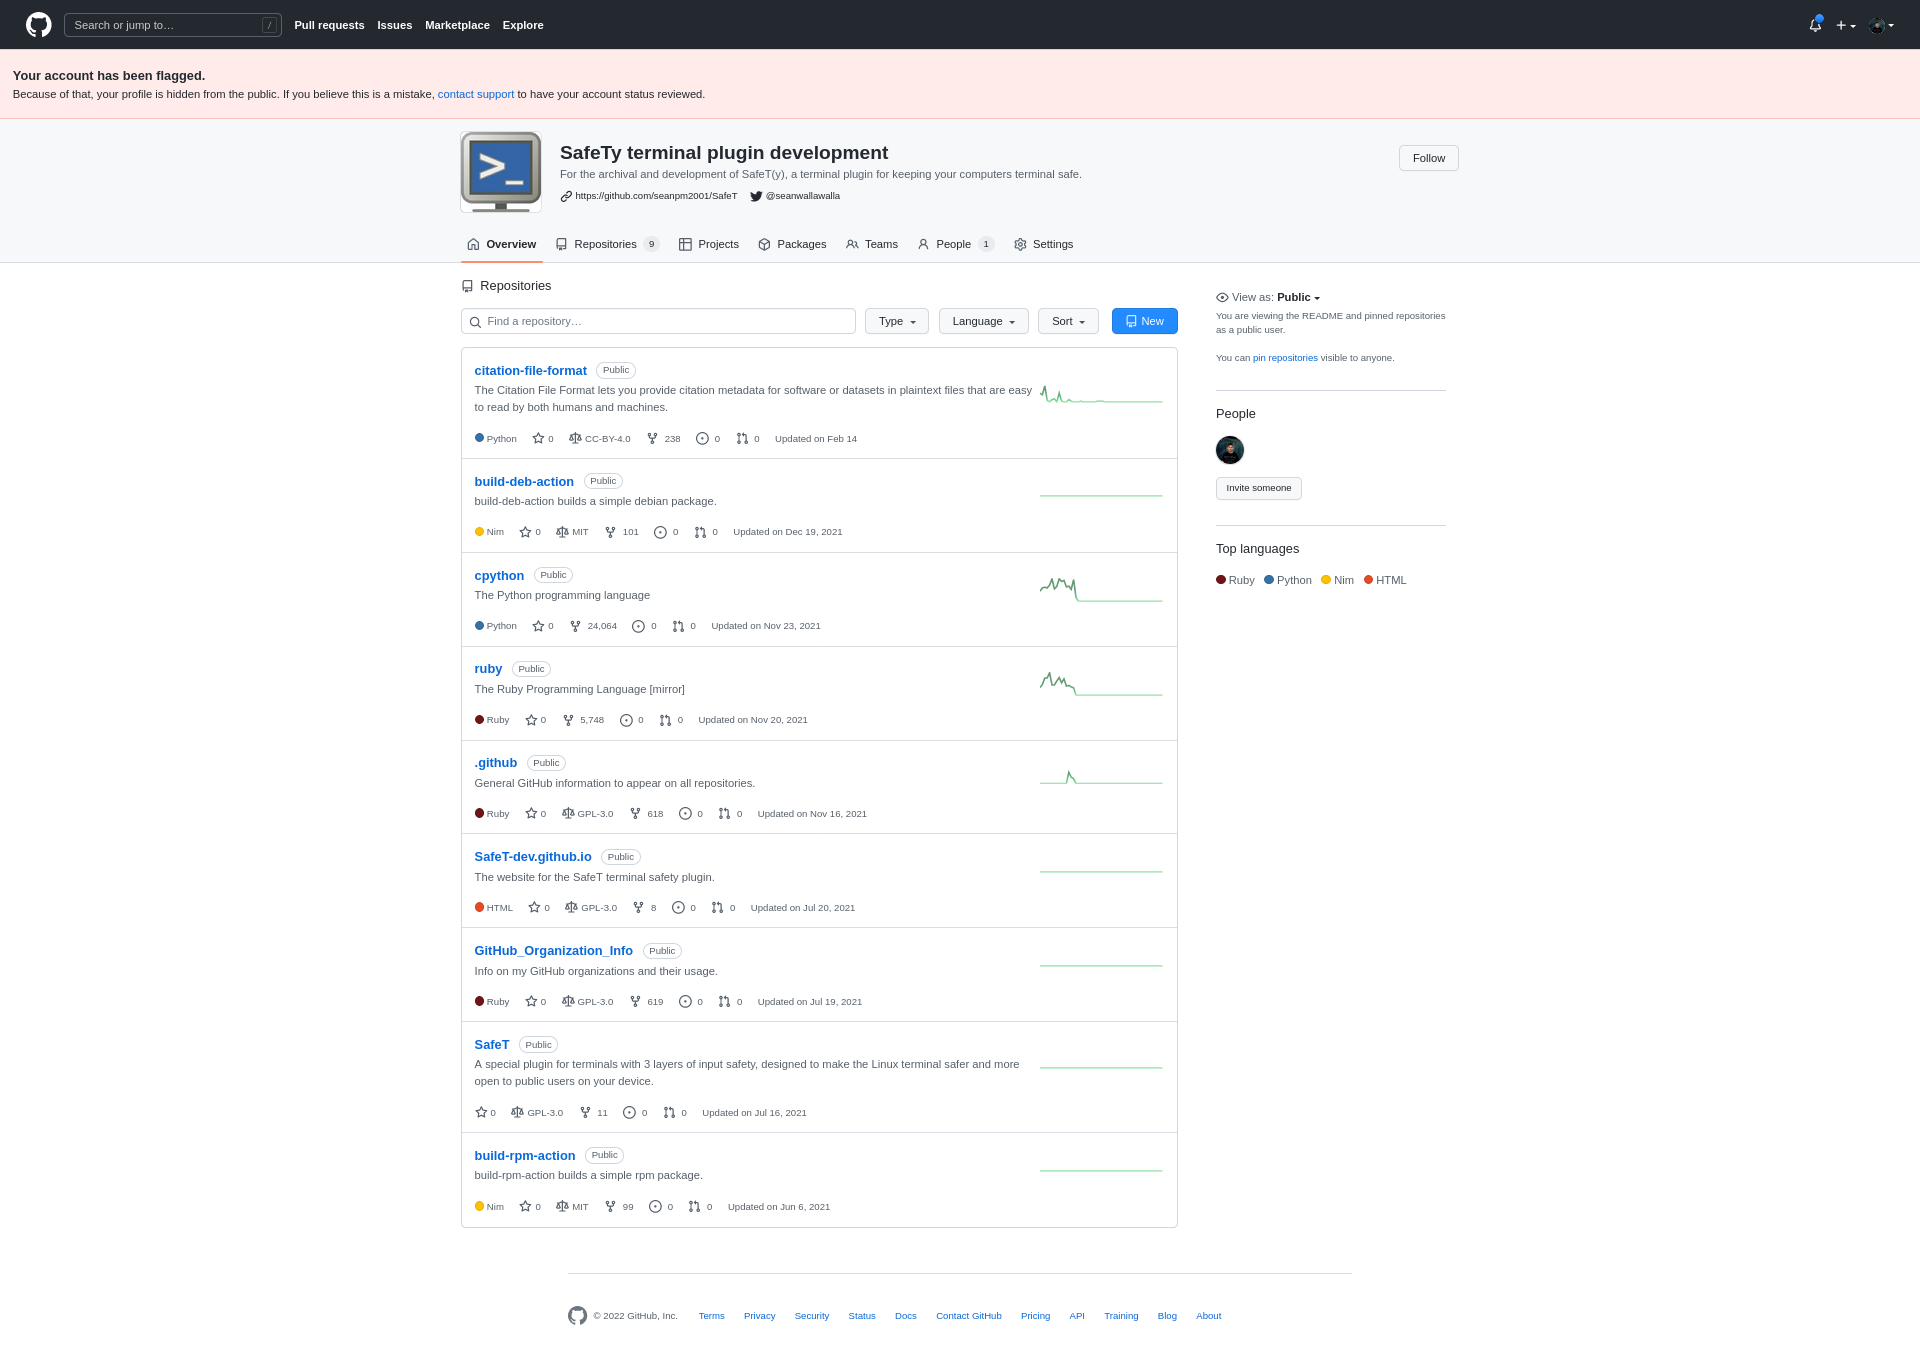 Search or jump to… /
Pull requests Issues Marketplace Explore
Your account has been flagged.
Because of that, your profile is hidden from the public. If you believe this is a mistake, contact support to have your account status reviewed.
>_
SafeTy terminal plugin development
For the archival and development of SafeT(y), a terminal plugin for keeping your computers terminal safe.
https://github.com/seanpm2001/SafeT @seanwallawalla
Follow
Overview Repositories 9 Projects Packages Teams People 1 Settings
Repositories
Find a repository… Type Language Sort New
citation-file-format Public
The Citation File Format lets you provide citation metadata for software or datasets in plaintext files that are easy
to read by both humans and machines.
Python 0 CC-BY-4.0 238 0 0 Updated on Feb 14
build-deb-action Public
build-deb-action builds a simple debian package.
Nim 0 MIT 101 0 0 Updated on Dec 19, 2021
cpython Public
The Python programming language
Python 0 24,064 0 0 Updated on Nov 23, 2021
ruby Public
The Ruby Programming Language [mirror]
Ruby 0 5,748 0 0 Updated on Nov 20, 2021
.github Public
General GitHub information to appear on all repositories.
Ruby 0 GPL-3.0 618 0 0 Updated on Nov 16, 2021
SafeT-dev.github.io Public
The website for the SafeT terminal safety plugin.
HTML 0 GPL-3.0 8 0 0 Updated on Jul 20, 2021
GitHub_Organization_Info Public
Info on my GitHub organizations and their usage.
Ruby 0 GPL-3.0 619 0 0 Updated on Jul 19, 2021
SafeT Public
A special plugin for terminals with 3 layers of input safety, designed to make the Linux terminal safer and more
open to public users on your device.
0 GPL-3.0 11 0 0 Updated on Jul 16, 2021
build-rpm-action Public
build-rpm-action builds a simple rpm package.
Nim 0 MIT 99 0 0 Updated on Jun 6, 2021
View as: Public
You are viewing the README and pinned repositories
as a public user.
You can pin repositories visible to anyone.
People
Invite someone
Top languages
Ruby Python Nim HTML
© 2022 GitHub, Inc. Terms Privacy Security Status Docs Contact GitHub Pricing API Training Blog About